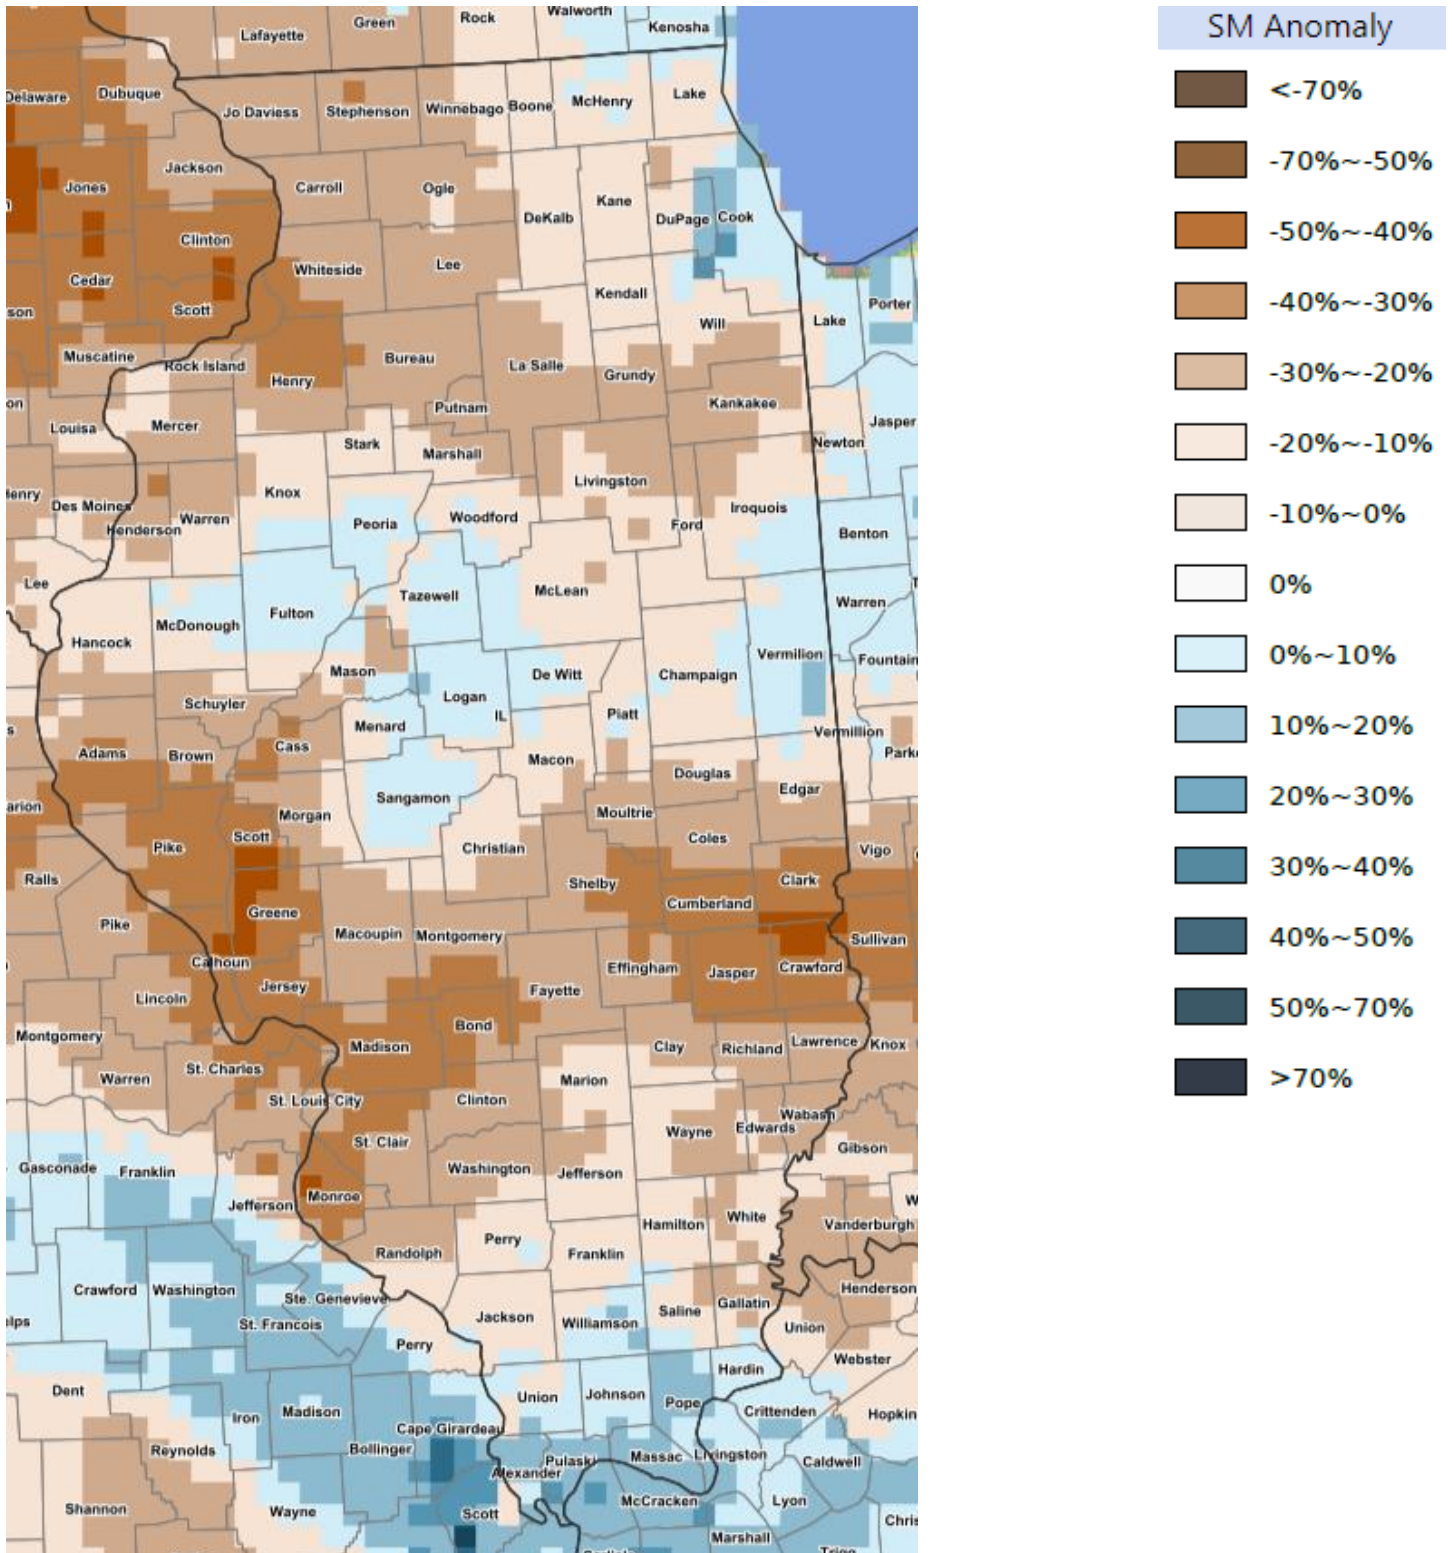 Walworth
Rock
Green
Kenosha
Lafayette
SM Anomaly
<-70%
Delaware
Dubuque
Jo Daviess
Stephenson
Winnebago
Boone
McHenry
Lake
-70%~-50%
Jackson
Jones
Carroll
Ogle
Kane
DeKalb
DuPage
Cook
-50%~-40%
Clinton
Cedar
Whiteside
Lee
Kendall
Porter
-40%~-30%
son
Scott
Will
Lake
Muscatine
Rock Island
Bureau
La Salle
Henry
Grundy
-30%~-20%
on
Putnam
Kankakee
Louisa
Mercer
Jasper
Stark
Marshall
Newton
-20%~-10%
Livingston
Henry
Knox
Des Moines
Iroquois
Henderson
Warren
Peoria
Woodford
Ford
Benton
-10%~0%
Lee
McLean
Tazewell
Warren
0%
Fulton
McDonough
Hancock
Vermilion
Fountain
0%~10%
Mason
De Witt
Champaign
Logan
Schuyler
IL
Piatt
Menard
Vermillion
10%~20%
s
Adams
Brown
Cass
Macon
Douglas
Parke
Edgar
arion
Sangamon
20%~30%
Morgan
Moultrie
Scott
Coles
Pike
Christian
Vigo
Ralls
Shelby
Clark
30%~40%
Cumberland
Greene
Pike
Macoupin
Montgomery
Sullivan
40%~50%
Calhoun
Effingham
Jasper
Crawford
Jersey
Fayette
Lincoln
50%~70%
Bond
Montgomery
Madison
Clay
Richland
Lawrence
Knox
St. Charles
Warren
Marion
>70%
St. Louis City
Clinton
Wabash
Wayne
Edwards
St. Clair
Gibson
Gasconade
Franklin
Washington
Jefferson
Monroe
Jefferson
W
White
Hamilton
Vanderburgh
Perry
Randolph
Franklin
Crawford
Washington
Henderson
Ste. Genevieve
Gallatin
Saline
elps
St. Francois
Jackson
Williamson
Union
Perry
Webster
Hardin
Dent
Union
Johnson
Pope
Iron
Madison
Crittenden
Hopkin
Cape Girardeau
Reynolds
Bollinger
Pulaski
Massac
Livingston
Caldwell
Alexander
McCracken
Lyon
Shannon
Wayne
Scott
Chris
Marshall
Trigg